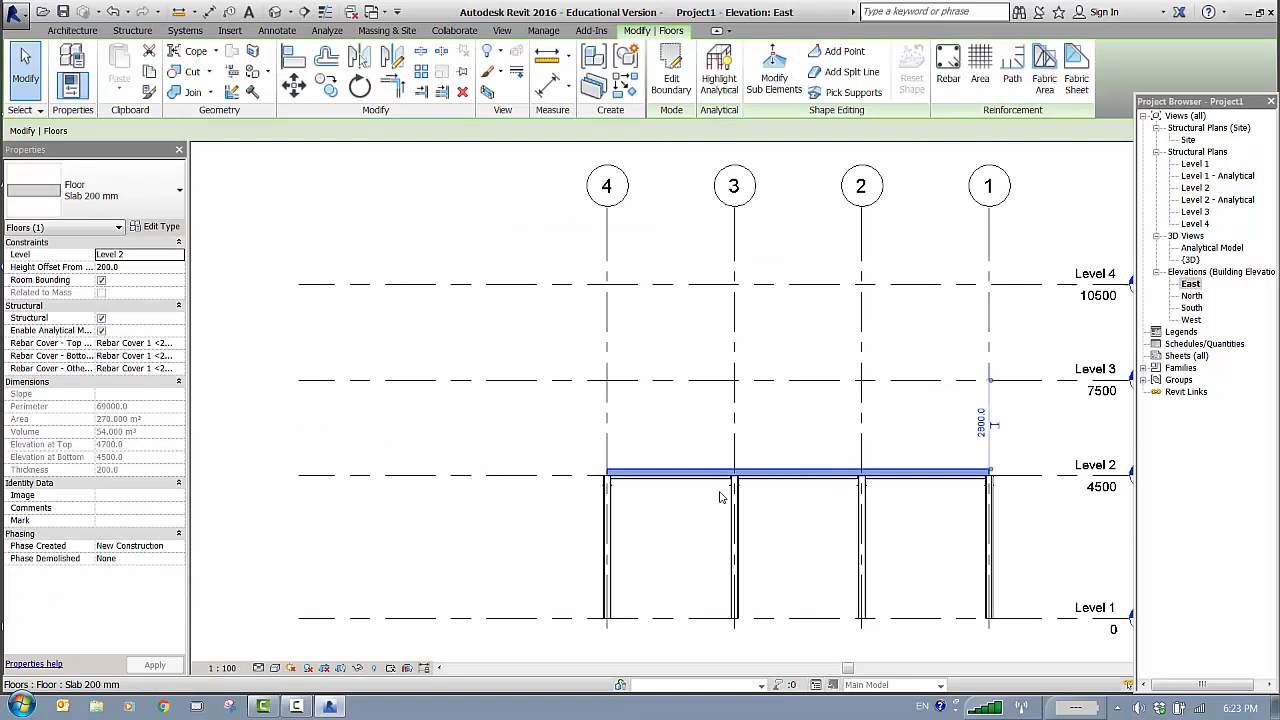 Autodesk Revit 2016 - Educational Version - Project1 - Elevation: East
Type a keyword or phrase
Sign In
Architecture Structure Systems Insert Annotate Analyze Massing & Site Collaborate View Manage Add-Ins Modify | Floors
Modify
Properties
Paste
Cope
Cut
Join
Edit Boundary
Highlight Analytical
Modify Sub Elements
Add Point
Add Split Line
Pick Supports
Reset Shape
Rebar
Area
Path
Fabric Area
Fabric Sheet
Select Properties Clipboard Geometry Modify View Measure Create Mode Analytical Shape Editing Reinforcement
Modify | Floors
Properties
Floor
Slab 200 mm
Floors (1) Edit Type
Constraints
Level Level 2
Height Offset From ... 200.0
Room Bounding
Related to Mass
Structural
Structural
Enable Analytical M...
Rebar Cover - Top ... Rebar Cover 1 <2...
Rebar Cover - Botto... Rebar Cover 1 <2...
Rebar Cover - Othe... Rebar Cover 1 <2...
Dimensions
Slope
Perimeter 69000.0
Area 270.000 m²
Volume 54.000 m³
Elevation at Top 4700.0
Elevation at Bottom 4500.0
Thickness 200.0
Identity Data
Image
Comments
Mark
Phasing
Phase Created New Construction
Phase Demolished None
Properties help Apply
4 3 2 1
Level 4
10500
Level 3
7500
2800.0
Level 2
4500
Level 1
0
Project Browser - Project1
Views (all)
Structural Plans (Site)
Site
Structural Plans
Level 1
Level 1 - Analytical
Level 2
Level 2 - Analytical
Level 3
Level 4
3D Views
Analytical Model
{3D}
Elevations (Building Elevatio
East
North
South
West
Legends
Schedules/Quantities
Sheets (all)
Families
Groups
Revit Links
1 : 100
Floors : Floor : Slab 200 mm
:0
Main Model
EN
6:23 PM